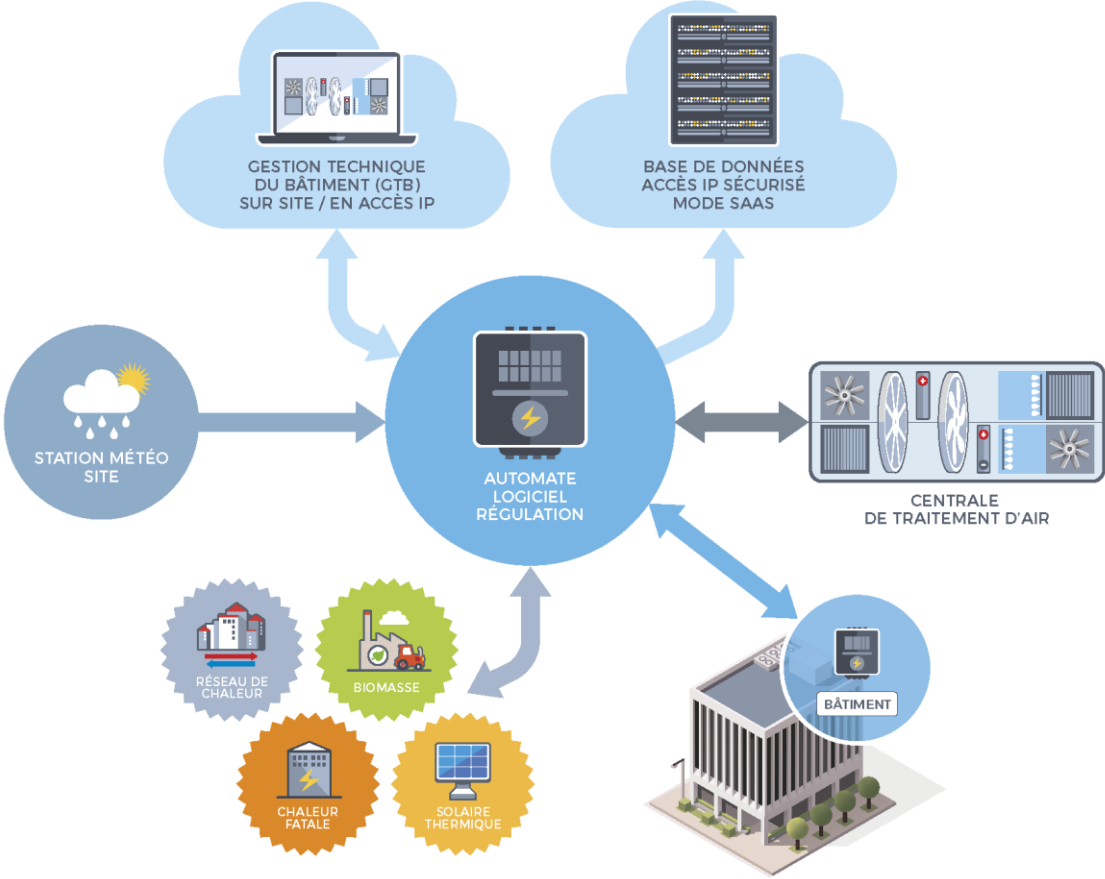 GESTION TECHNIQUE
DU BÂTIMENT (GTB)
SUR SITE / EN ACCÈS IP
BASE DE DONNÉES
ACCÈS IP SÉCURISÉ
MODE SAAS
STATION MÉTÉO
SITE
AUTOMATE
LOGICIEL
RÉGULATION
CENTRALE
DE TRAITEMENT D'AIR
RÉSEAU DE
CHALEUR
BIOMASSE
BÂTIMENT
CHALEUR
FATALE
SOLAIRE
THERMIQUE